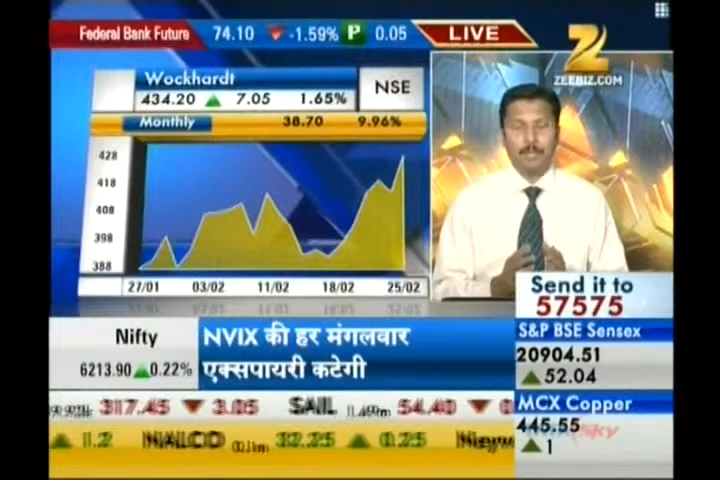 Federal Bank Future 74.10 -1.59% P 0.05 LIVE
ZEEBIZ.COM
Wockhardt NSE
434.20 7.05 1.65%
Monthly 38.70 9.96%
428
418
408
398
388
27/01 03/02 11/02 18/02 25/02
Send it to
57575
Nifty
6213.90 0.22%
NVIX की हर मंगलवार
एक्सपायरी कटेगी
S&P BSE Sensex
20904.51
52.04
MCX Copper
445.55
1
317.45 3.05 SAIL 54.40 0
1.2 NALCO 32.25 0.25